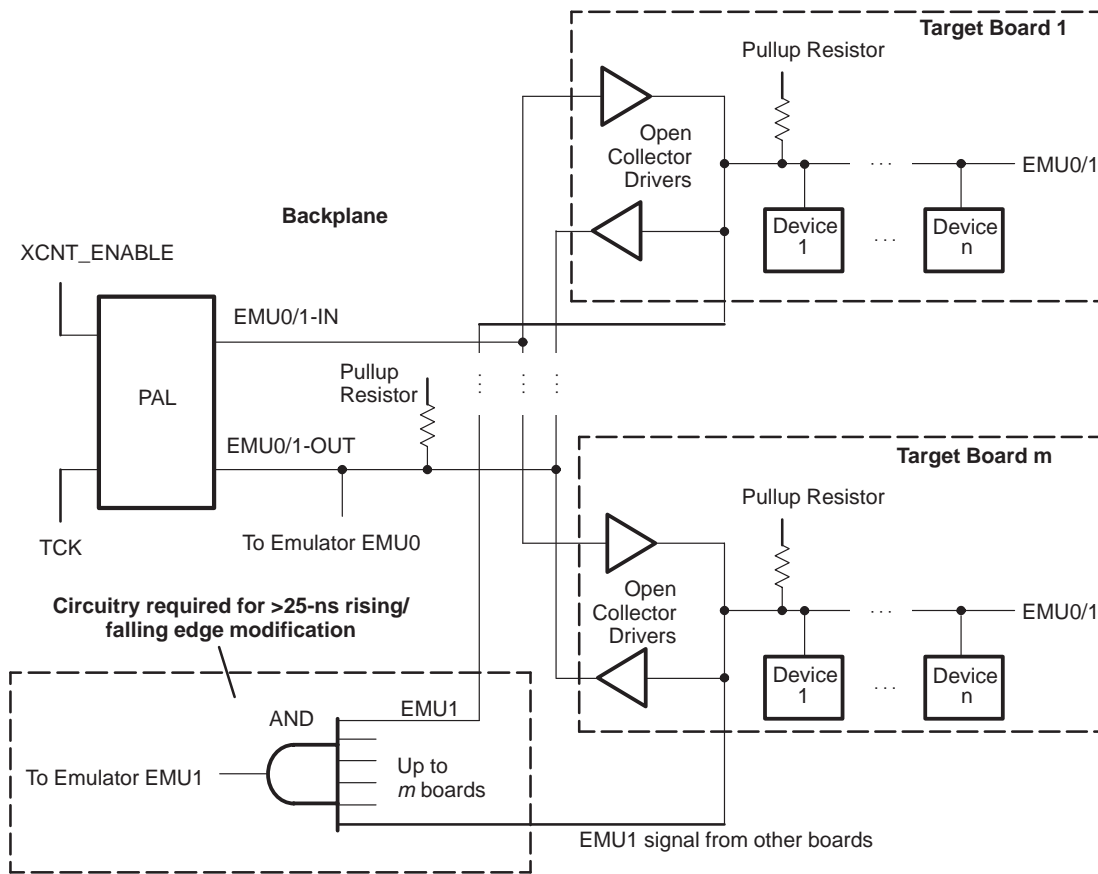 Target Board 1
Pullup Resistor
Open
Collector
Drivers
. . .
EMU0/1
Device
1
. . .
Device
n
Backplane
XCNT_ENABLE
EMU0/1-IN
PAL
Pullup
Resistor
. . .
. . .
. . .
EMU0/1-OUT
TCK
To Emulator EMU0
Target Board m
Pullup Resistor
Open
Collector
Drivers
. . .
EMU0/1
Device
1
. . .
Device
n
Circuitry required for >25-ns rising/
falling edge modification
AND
EMU1
To Emulator EMU1
Up to
m boards
EMU1 signal from other boards